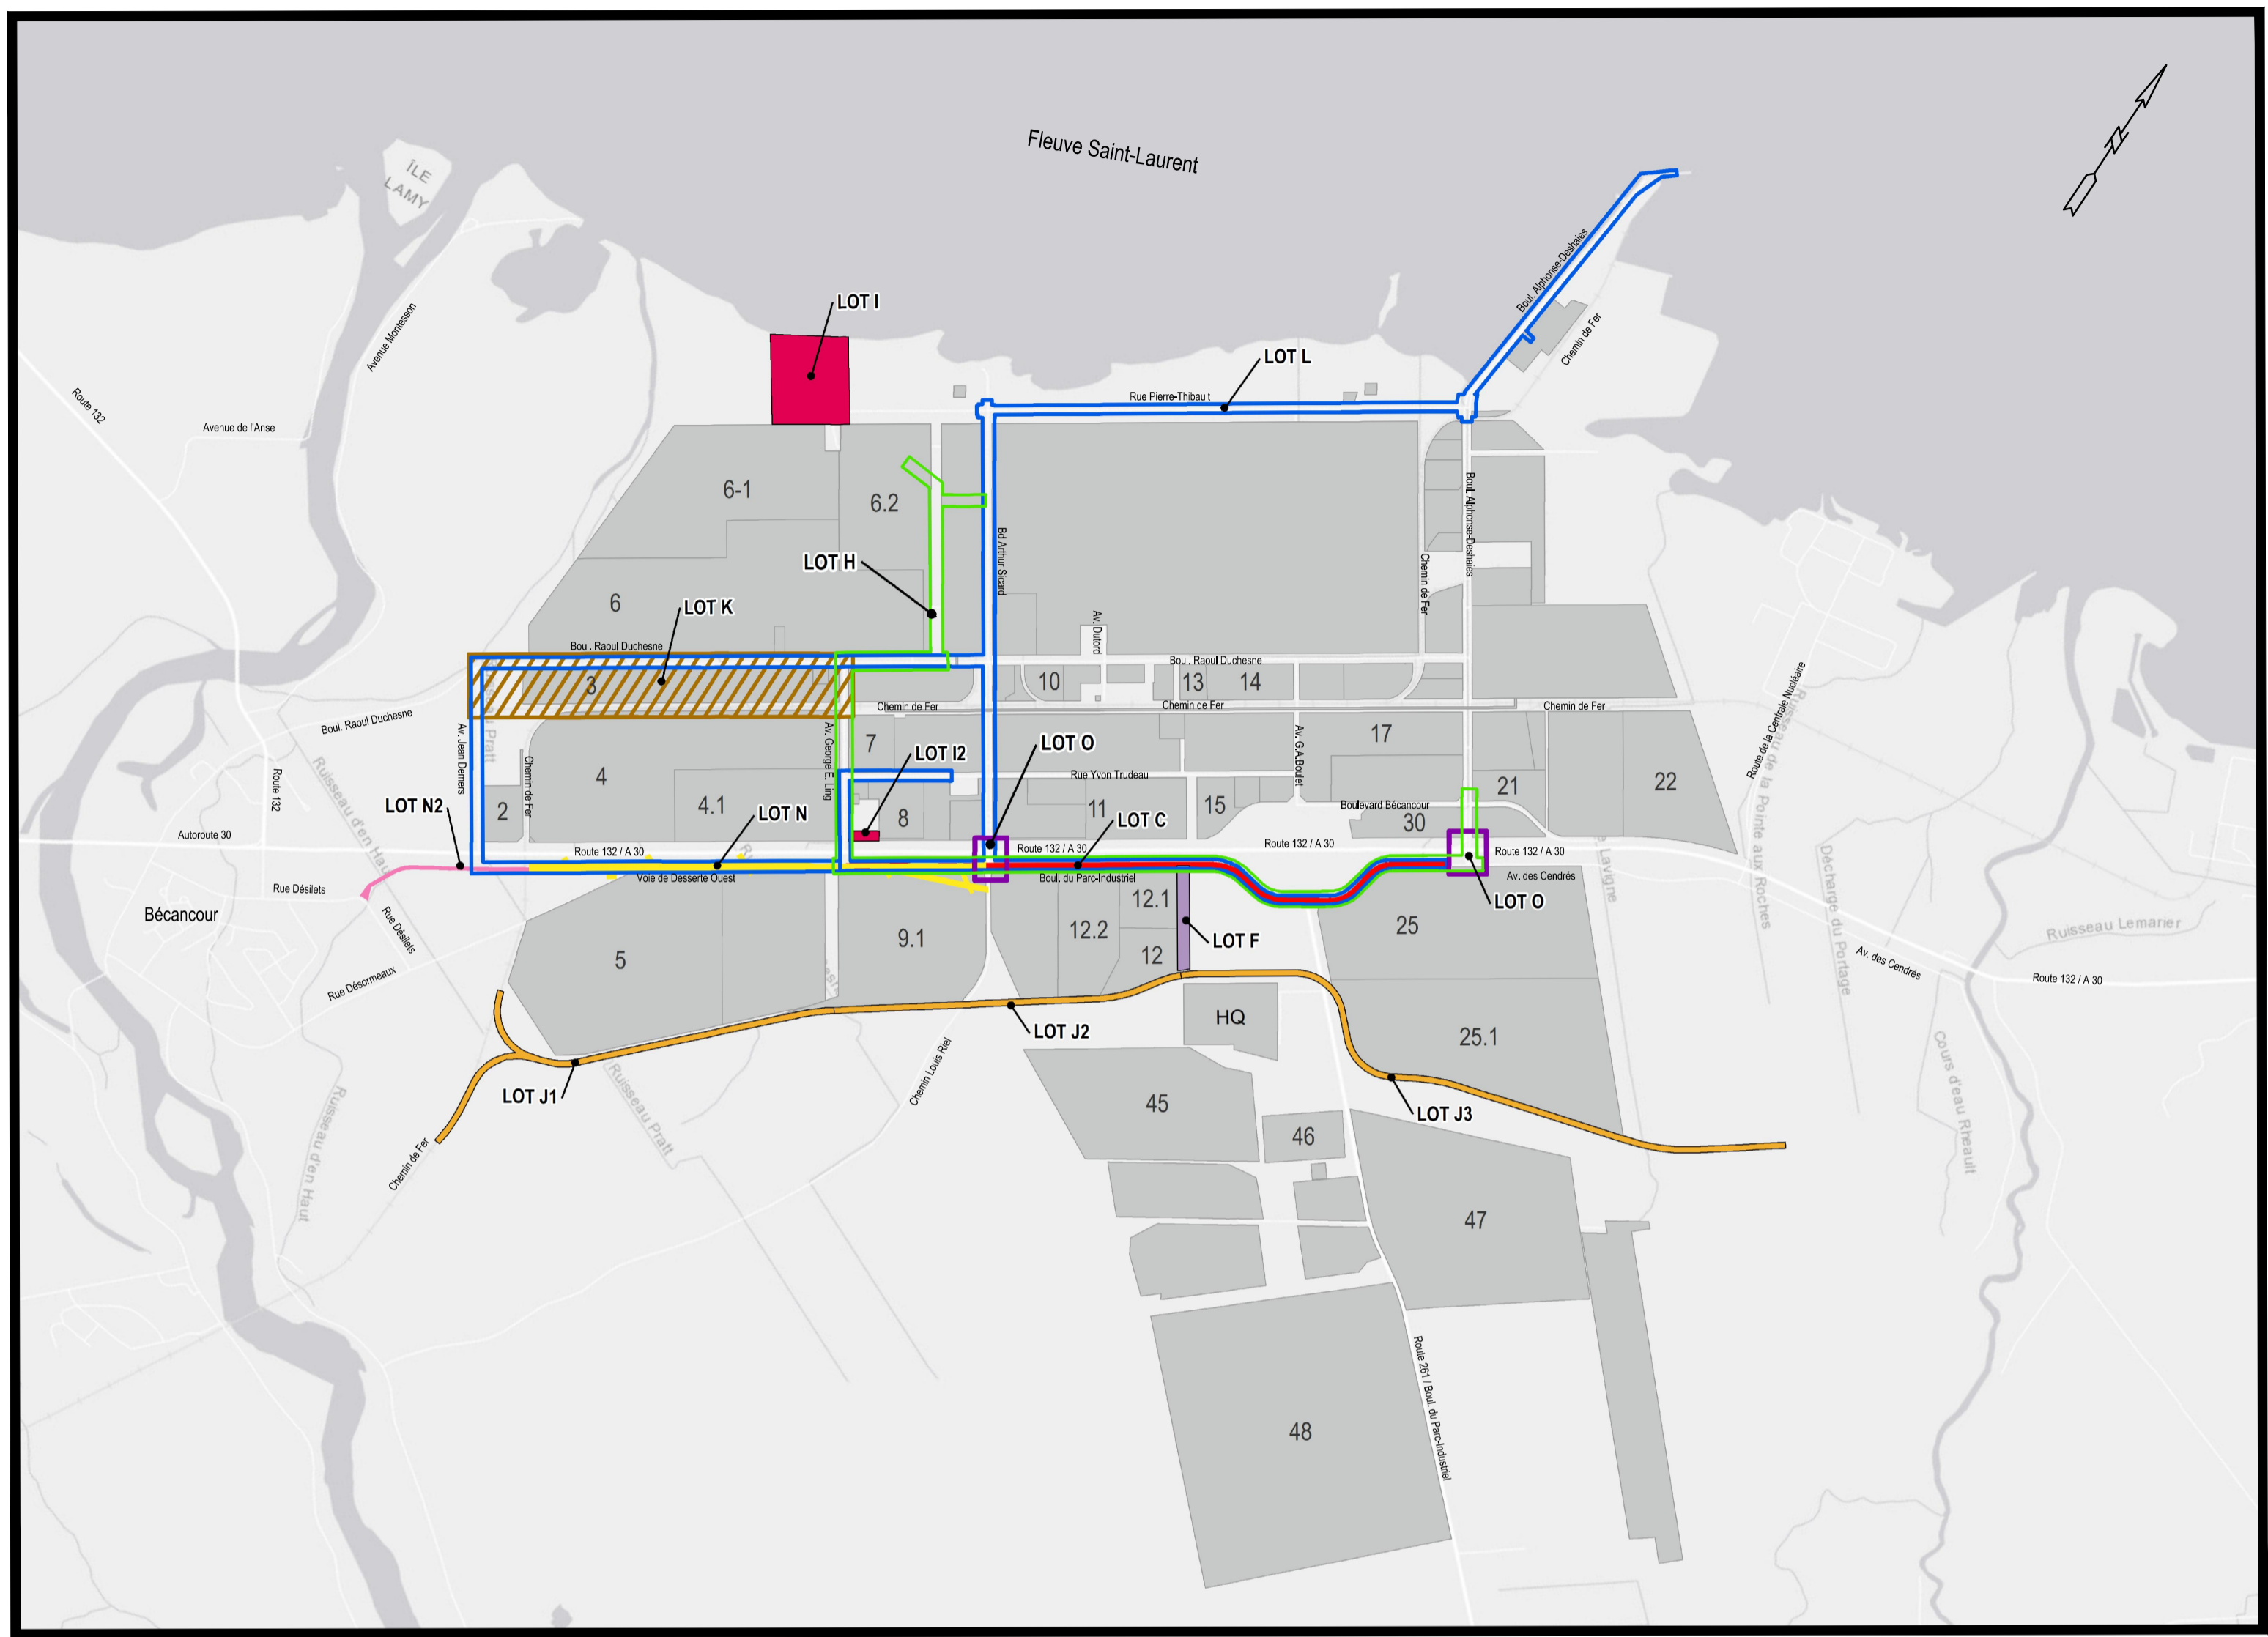 Fleuve Saint-Laurent
N
ÎLE
LAMY
Avenue Montesson
Route 132
Avenue de l'Anse
LOT I
LOT L
Rue Pierre-Thibault
Boul. Alphonse-Deshaies
Chemin de Fer
6-1
6.2
Bd Arthur Sicard
Boul. Alphonse-Deshaies
Chemin de Fer
LOT H
6
LOT K
Av. Dutord
Boul. Raoul Duchesne
Boul. Raoul Duchesne
3
10
13
14
Chemin de Fer
Chemin de Fer
Chemin de Fer
Boul. Raoul Duchesne
Av. Jean Demers
Pratt
Ruisseau d'en Haut
Route 132
Chemin de Fer
4
4.1
Av. George E. Ling
7
LOT I2
LOT O
Rue Yvon Trudeau
Av. G.A.Boulet
17
21
22
Route de la Centrale Nucléaire
Ruisseau de la Pointe aux Roches
LOT N2
2
LOT N
8
11
LOT C
15
Boulevard Bécancour
30
Autoroute 30
Route 132 / A 30
Route 132 / A 30
Route 132 / A 30
Route 132 / A 30
Voie de Desserte Ouest
Boul. du Parc-Industriel
Av. des Cendrés
Lavigne
Décharge du Portage
Rue Désilets
Bécancour
Rue Désilets
Rue Désormeaux
5
9.1
12.1
12.2
12
LOT F
25
LOT O
Ruisseau Lemarier
Av. des Cendrés
Route 132 / A 30
LOT J2
HQ
25.1
LOT J1
Chemin Louis Riel
Ruisseau Pratt
45
46
LOT J3
Cours d'eau Rheault
Chemin de Fer
Ruisseau d'en Haut
47
48
Route 261 / Boul. du Parc-Industriel